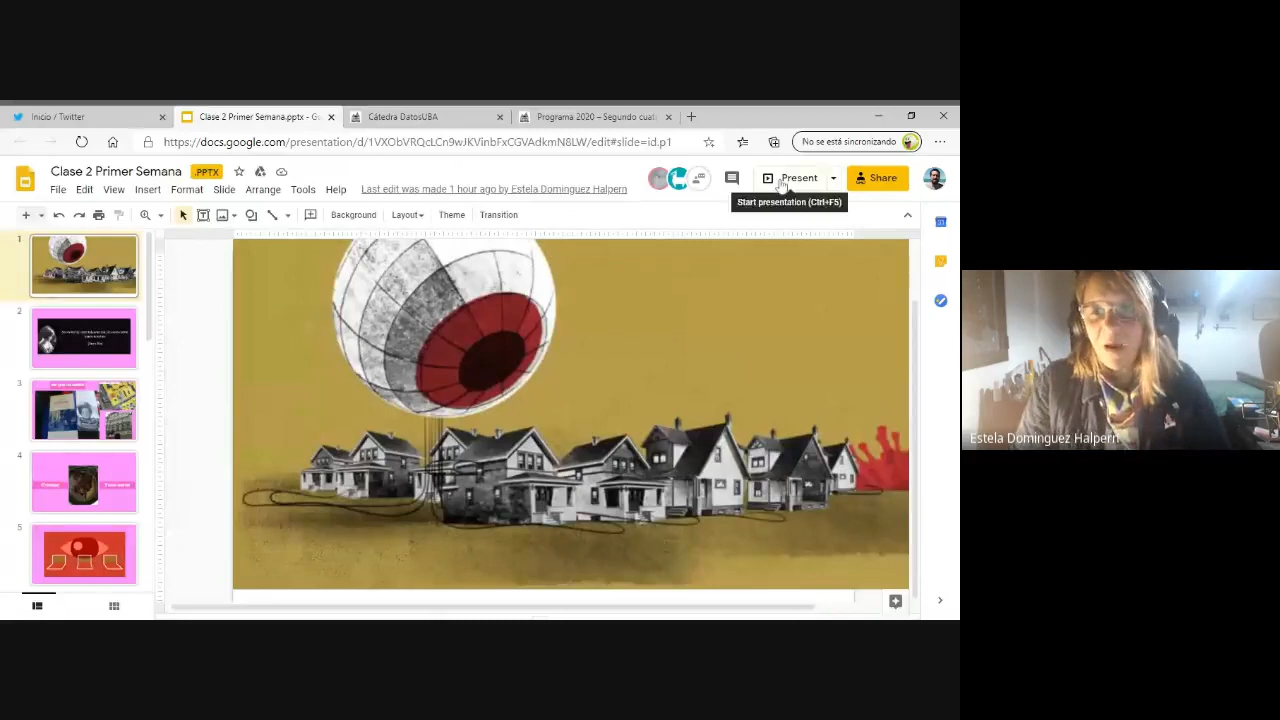 Inicio / Twitter
Clase 2 Primer Semana.pptx - G
Cátedra DatosUBA
Programa 2020 – Segundo cuat
https://docs.google.com/presentation/d/1VXObVRQcLCn9wJKVinbFxCGVAdkmN8LW/edit#slide=id.p1
No se está sincronizando
Clase 2 Primer Semana
.PPTX
File Edit View Insert Format Slide Arrange Tools Help
Last edit was made 1 hour ago by Estela Dominguez Halpern
Present
Share
Start presentation (Ctrl+F5)
Background
Layout
Theme
Transition
1
2
3
4
5
Estela Dominguez Halpern